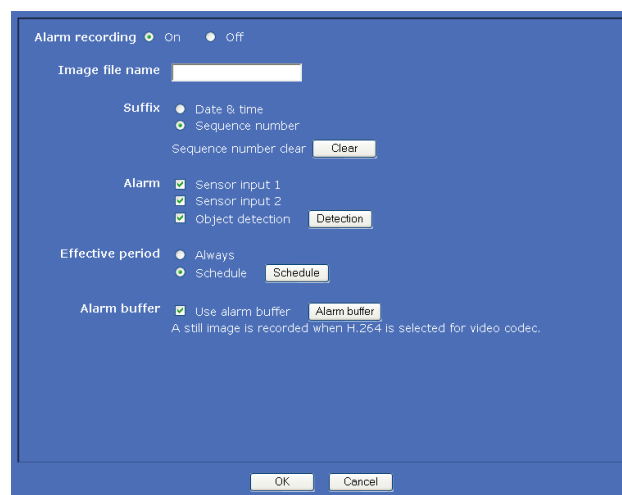 Alarm recording On Off
Image file name
Suffix Date & time
Sequence number
Sequence number clear Clear
Alarm Sensor input 1
Sensor input 2
Object detection Detection
Effective period Always
Schedule Schedule
Alarm buffer Use alarm buffer Alarm buffer
A still image is recorded when H.264 is selected for video codec.
OK Cancel